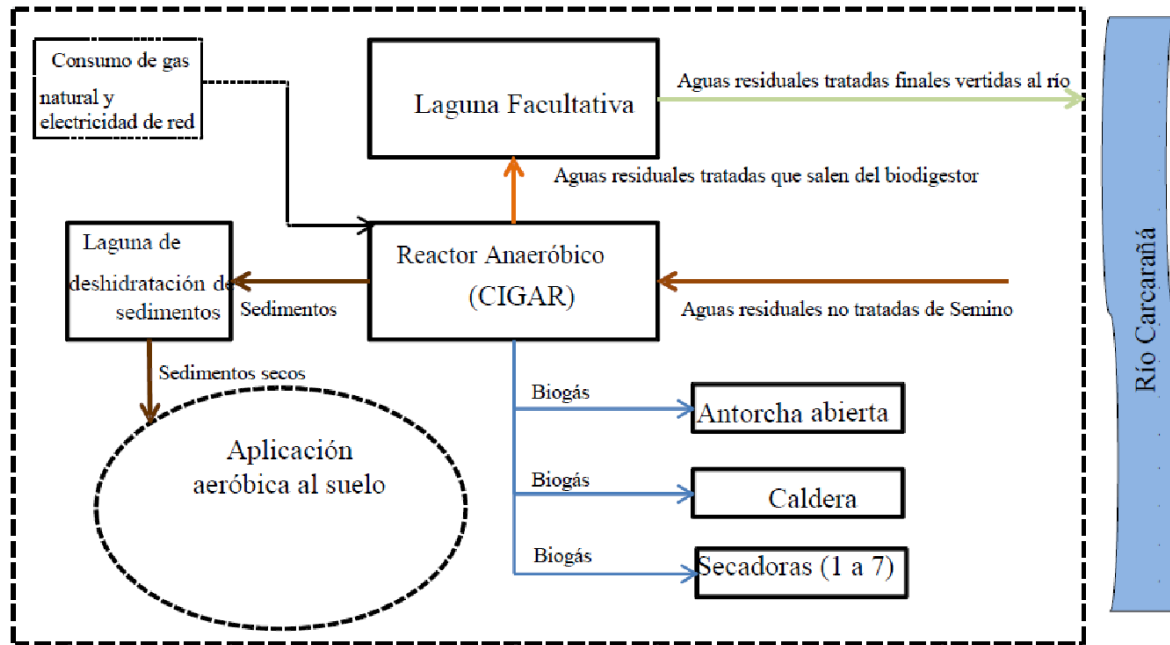 Consumo de gas
natural y
electricidad de red
Laguna Facultativa
Aguas residuales tratadas finales vertidas al río
Aguas residuales tratadas que salen del biodigestor
Laguna de
deshidratación de
sedimentos
Sedimentos
Reactor Anaeróbico
(CIGAR)
Aguas residuales no tratadas de Semino
Sedimentos secos
Aplicación
aeróbica al suelo
Biogás
Antorcha abierta
Biogás
Caldera
Biogás
Secadoras (1 a 7)
Río Carcarañá